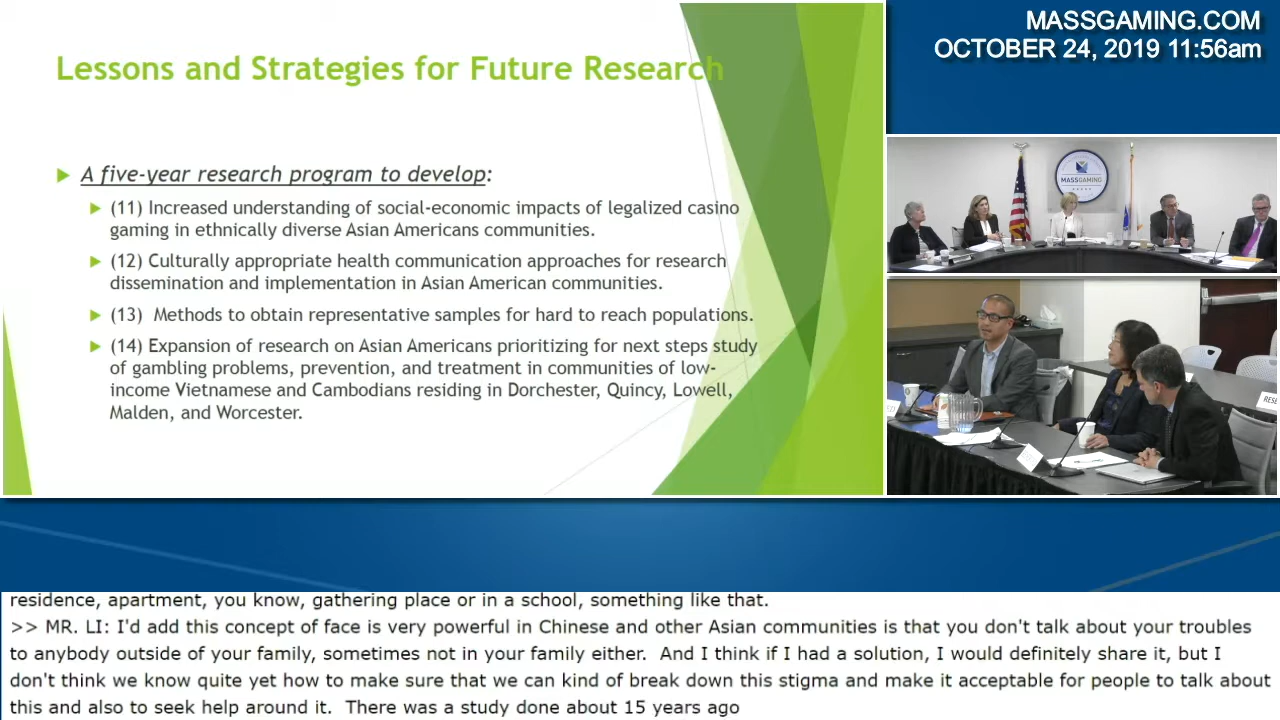 MASSGAMING.COM
OCTOBER 24, 2019 11:56am
Lessons and Strategies for Future Research
A five-year research program to develop:
(11) Increased understanding of social-economic impacts of legalized casino
gaming in ethnically diverse Asian Americans communities.
(12) Culturally appropriate health communication approaches for research
dissemination and implementation in Asian American communities.
(13) Methods to obtain representative samples for hard to reach populations.
(14) Expansion of research on Asian Americans prioritizing for next steps study
of gambling problems, prevention, and treatment in communities of low-
income Vietnamese and Cambodians residing in Dorchester, Quincy, Lowell,
Malden, and Worcester.
MASSGAMING
residence, apartment, you know, gathering place or in a school, something like that.
>> MR. LI: I'd add this concept of face is very powerful in Chinese and other Asian communities is that you don't talk about your troubles
to anybody outside of your family, sometimes not in your family either.  And I think if I had a solution, I would definitely share it, but I
don't think we know quite yet how to make sure that we can kind of break down this stigma and make it acceptable for people to talk about
this and also to seek help around it.  There was a study done about 15 years ago